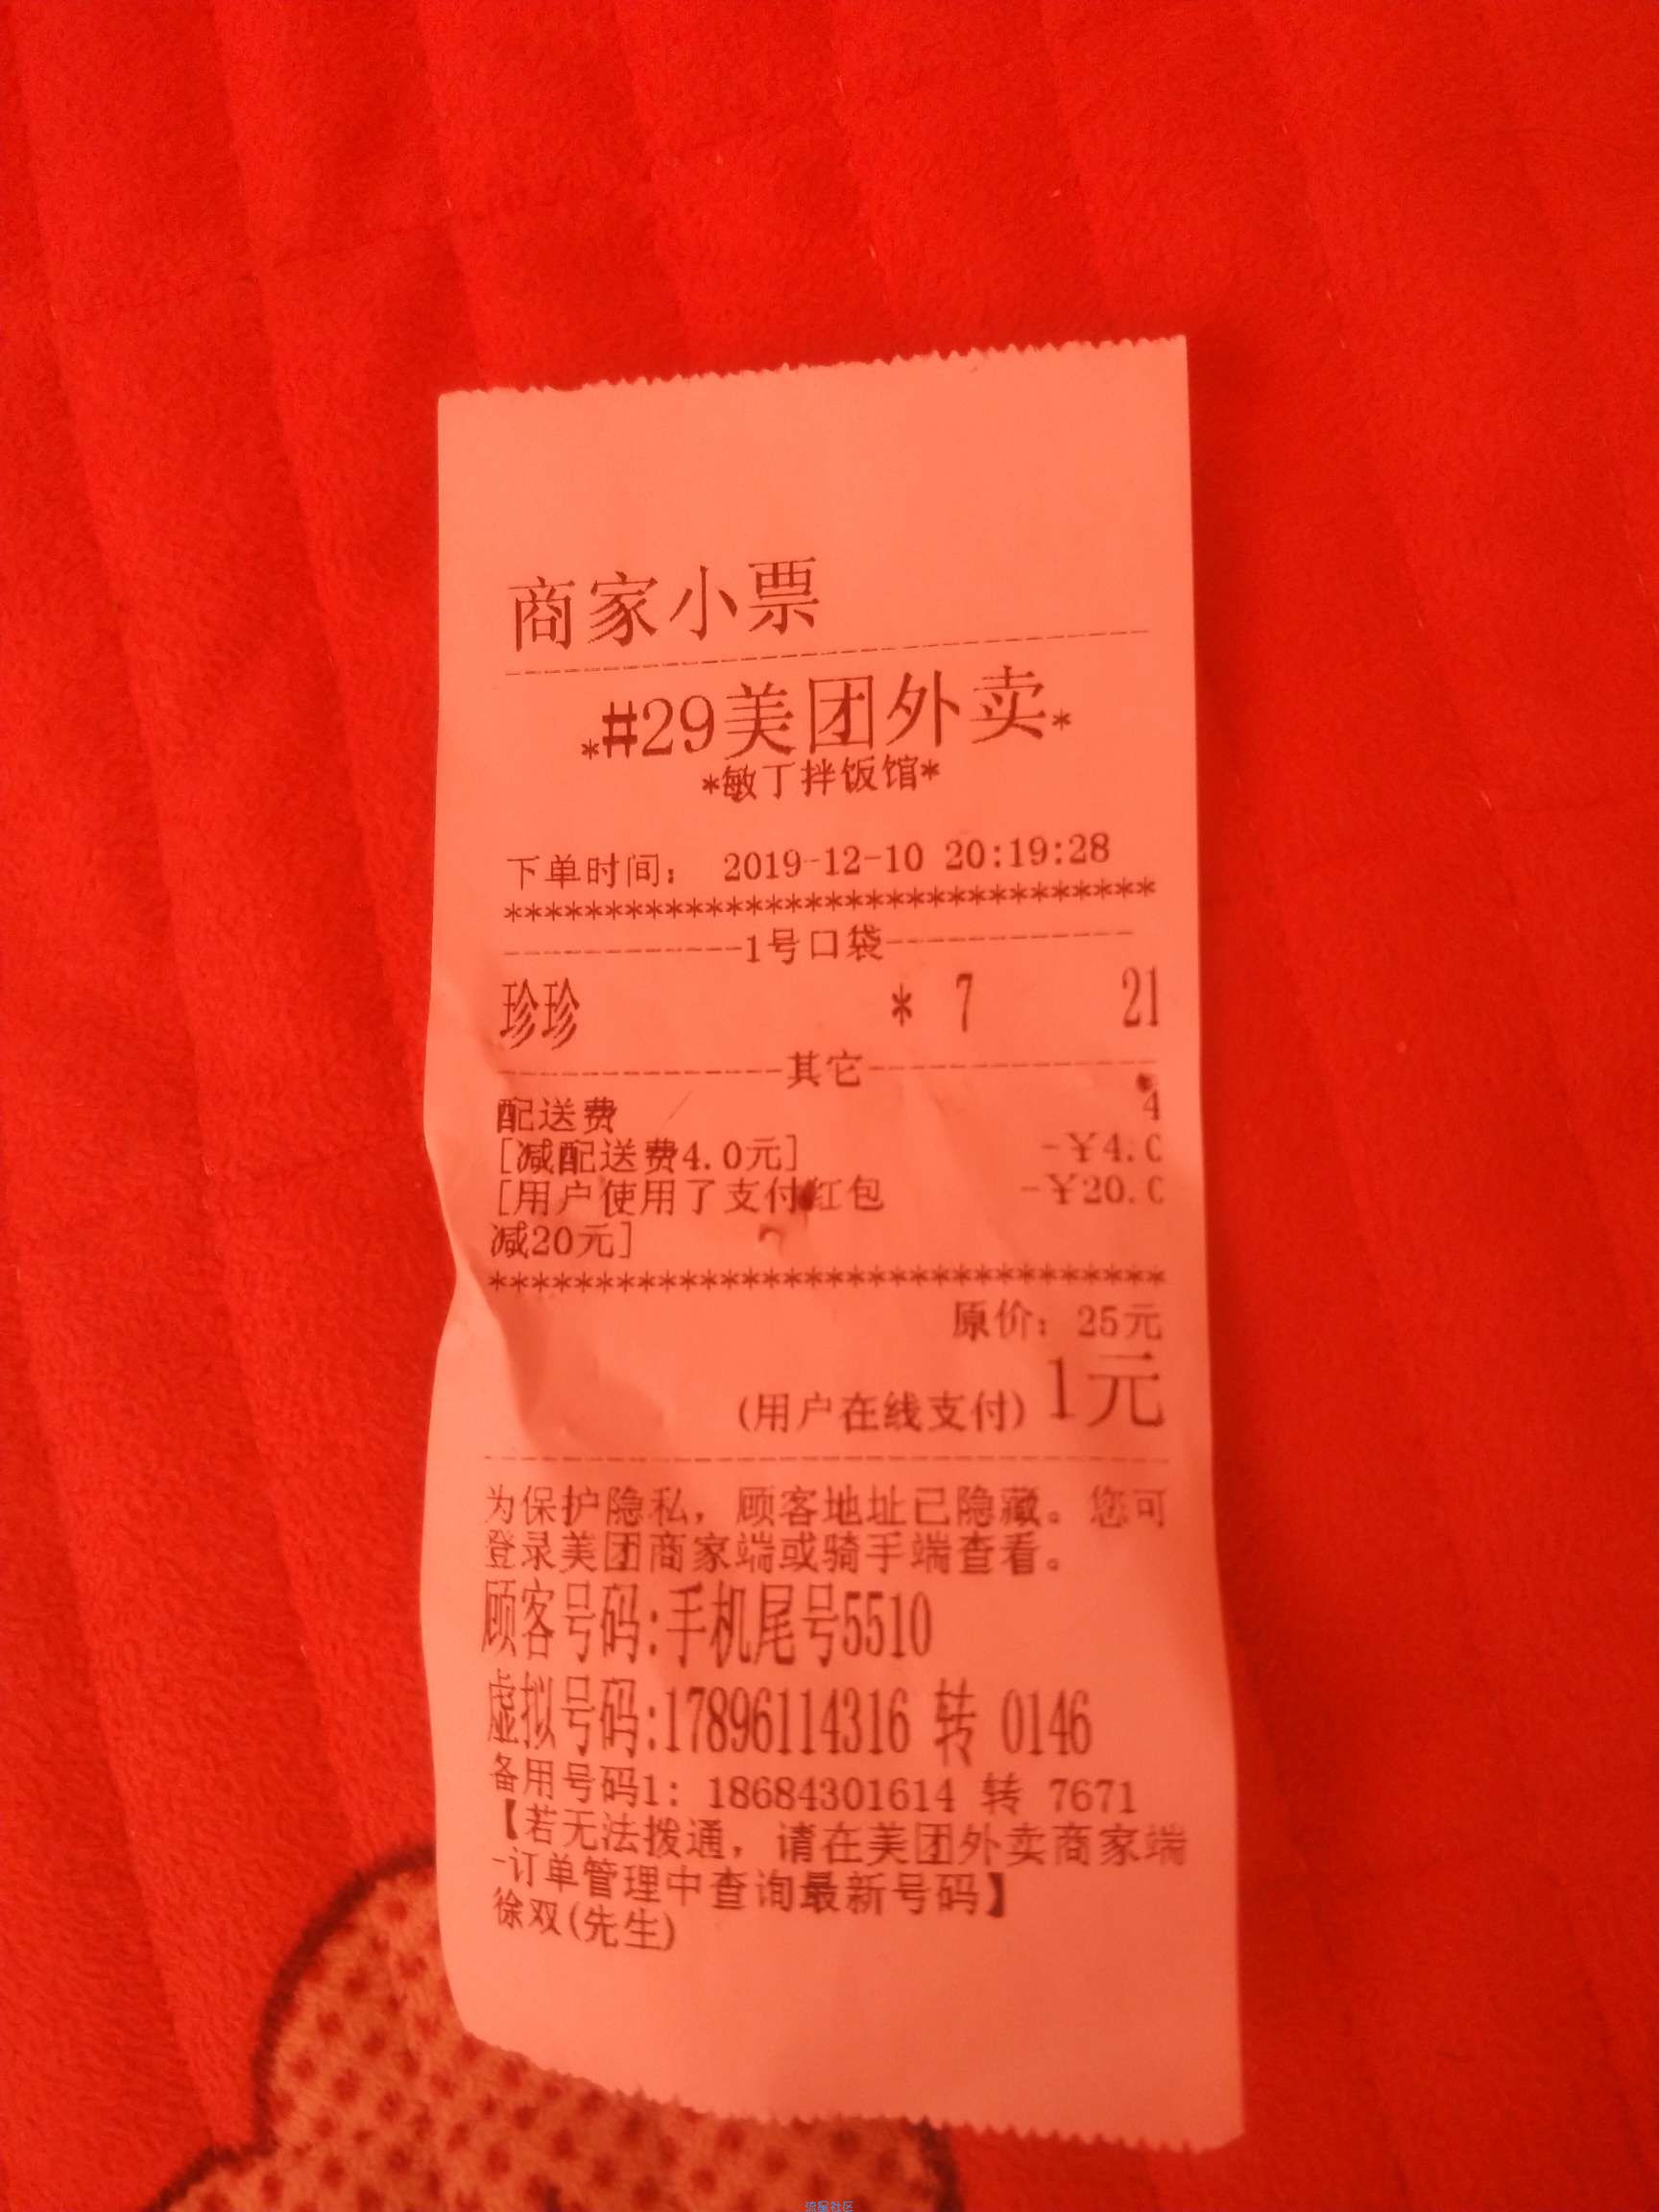 商家小票
*#29美团外卖*
*敏丁拌饭馆*
下单时间： 2019-12-10 20:19:28
*******************************
------------1号口袋------------
珍珍 * 7 21
--------------其它--------------
配送费 4
[减配送费4.0元] -￥4.0
[用户使用了支付红包 -￥20.0
减20元]
********************************
原价：25元
(用户在线支付) 1元
为保护隐私，顾客地址已隐藏。您可
登录美团商家端或骑手端查看。
顾客号码:手机尾号5510
虚拟号码:17896114316 转 0146
备用号码1：18684301614 转 7671
【若无法拨通，请在美团外卖商家端
-订单管理中查询最新号码】
徐双(先生)
流星社区